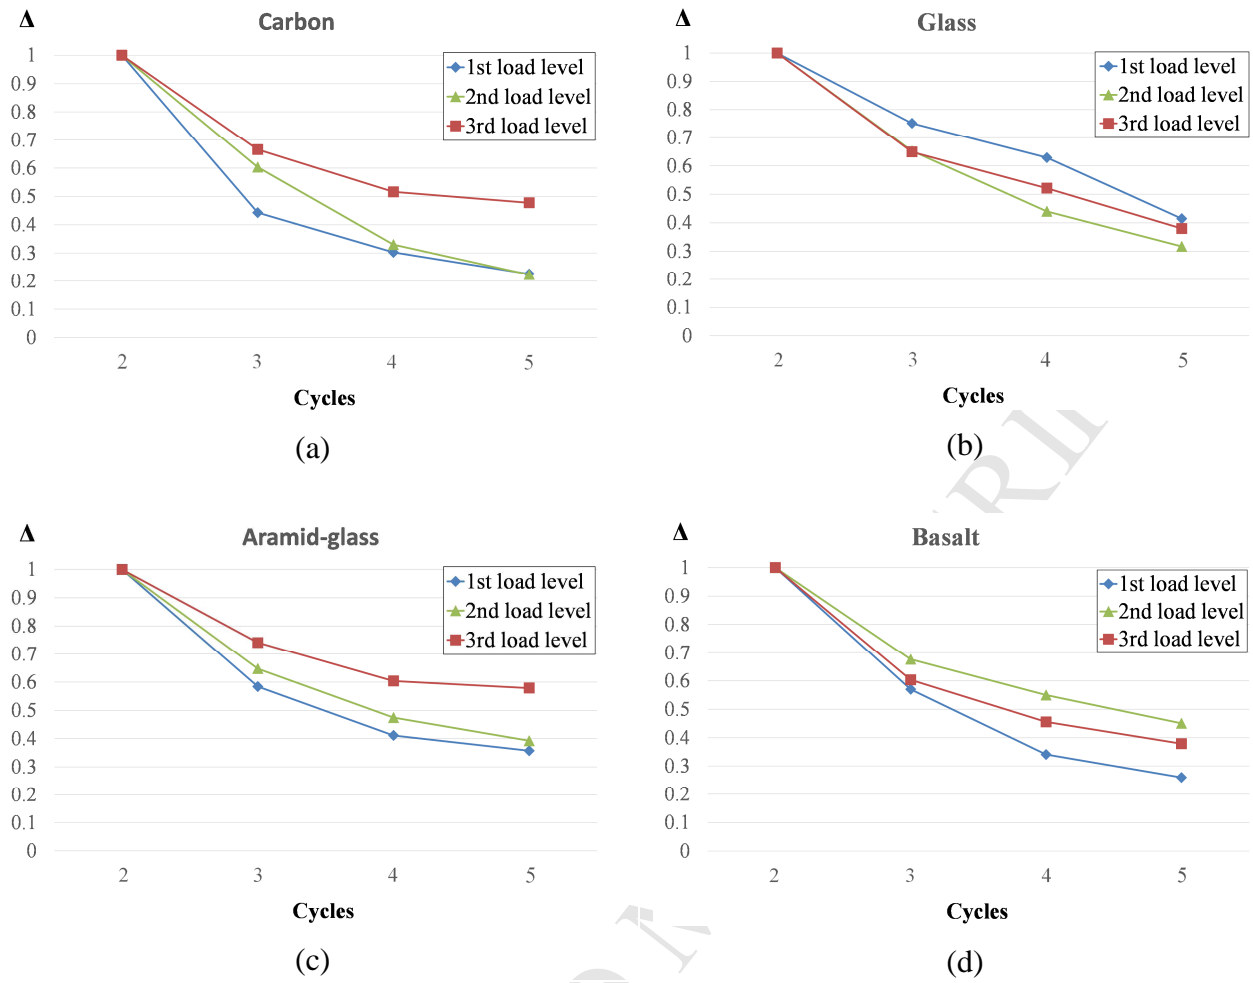 Δ
Carbon
1
0.9
0.8
0.7
0.6
0.5
0.4
0.3
0.2
0.1
0
1st load level
2nd load level
3rd load level
2 3 4 5
Cycles
(a)
Δ
Glass
1
0.9
0.8
0.7
0.6
0.5
0.4
0.3
0.2
0.1
0
1st load level
2nd load level
3rd load level
2 3 4 5
Cycles
(b)
Δ
Aramid-glass
1
0.9
0.8
0.7
0.6
0.5
0.4
0.3
0.2
0.1
0
1st load level
2nd load level
3rd load level
2 3 4 5
Cycles
(c)
Δ
Basalt
1
0.9
0.8
0.7
0.6
0.5
0.4
0.3
0.2
0.1
0
1st load level
2nd load level
3rd load level
2 3 4 5
Cycles
(d)